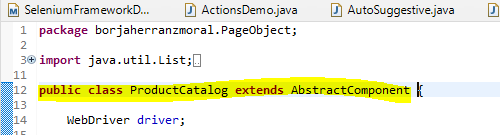 SeleniumFrameworkD...
ActionsDemo.java
AutoSuggestive.java
1 package borjaherranzmoral.PageObject;
2
3 import java.util.List;
11
12 public class ProductCatalog extends AbstractComponent {
13
14 WebDriver driver;